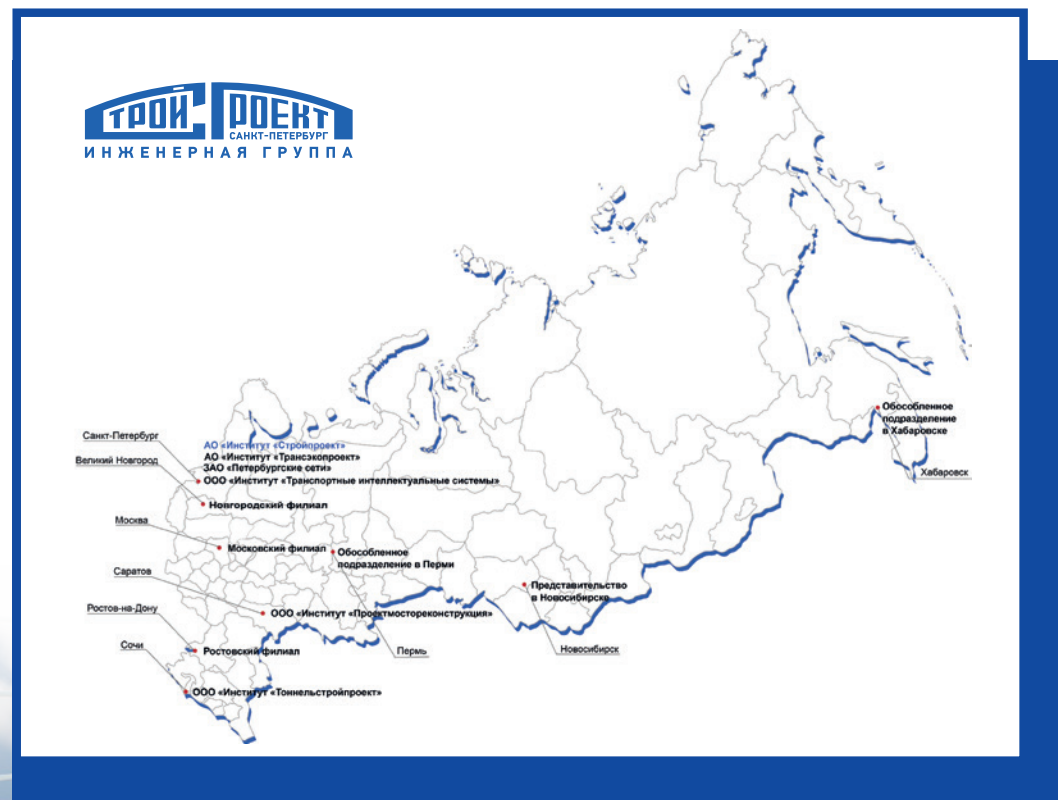 СТРОЙПРОЕКТ
САНКТ-ПЕТЕРБУРГ
ИНЖЕНЕРНАЯ ГРУППА
Санкт-Петербург
АО «Институт «Стройпроект»
АО «Институт «Трансэкопроект»
Великий Новгород
ЗАО «Петербургские сети»
ООО «Институт «Транспортные интеллектуальные системы»
Новгородский филиал
Москва
Московский филиал
Обособленное
подразделение в Перми
Саратов
ООО «Институт «Проектмостореконструкция»
Ростов-на-Дону
Ростовский филиал
Сочи
ООО «Институт «Тоннельстройпроект»
Пермь
Представительство
в Новосибирске
Новосибирск
Обособленное
подразделение
в Хабаровске
Хабаровск